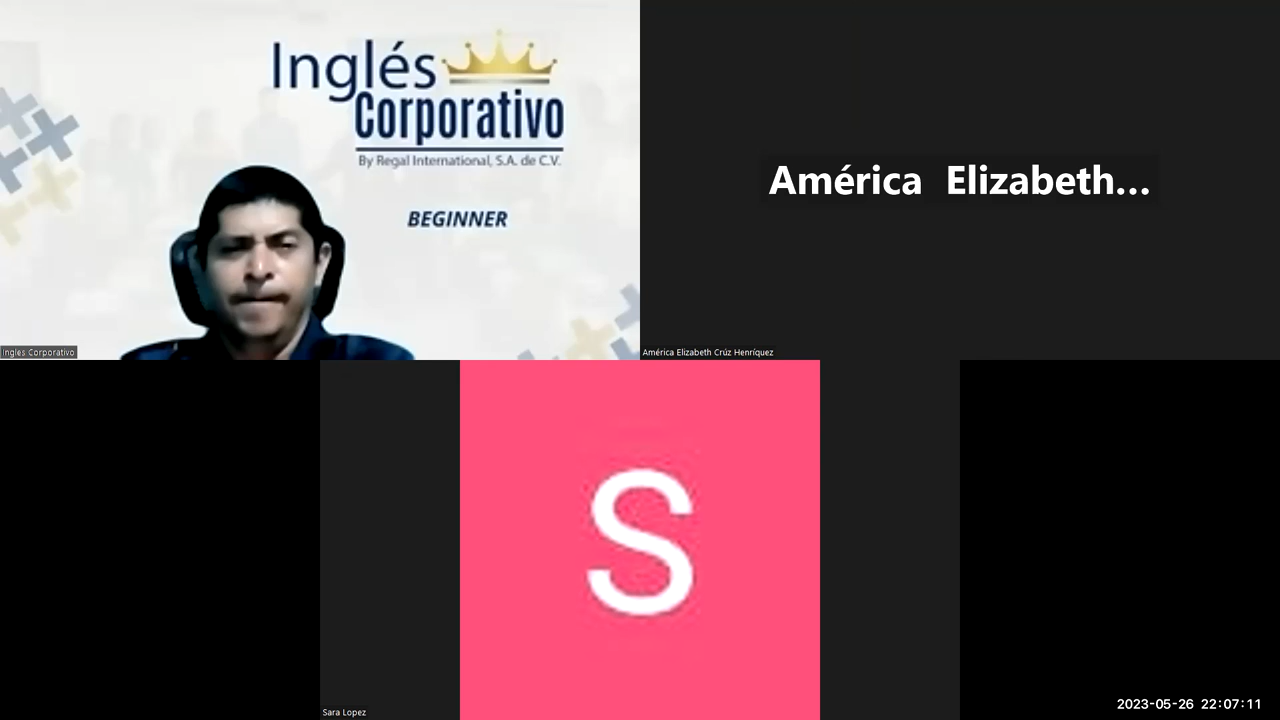 Inglés
Corporativo
By Regal International, S.A. de C.V.
BEGINNER
Ingles Corporativo
América Elizabeth...
América Elizabeth Crúz Henríquez
S
Sara Lopez
2023-05-26 22:07:11